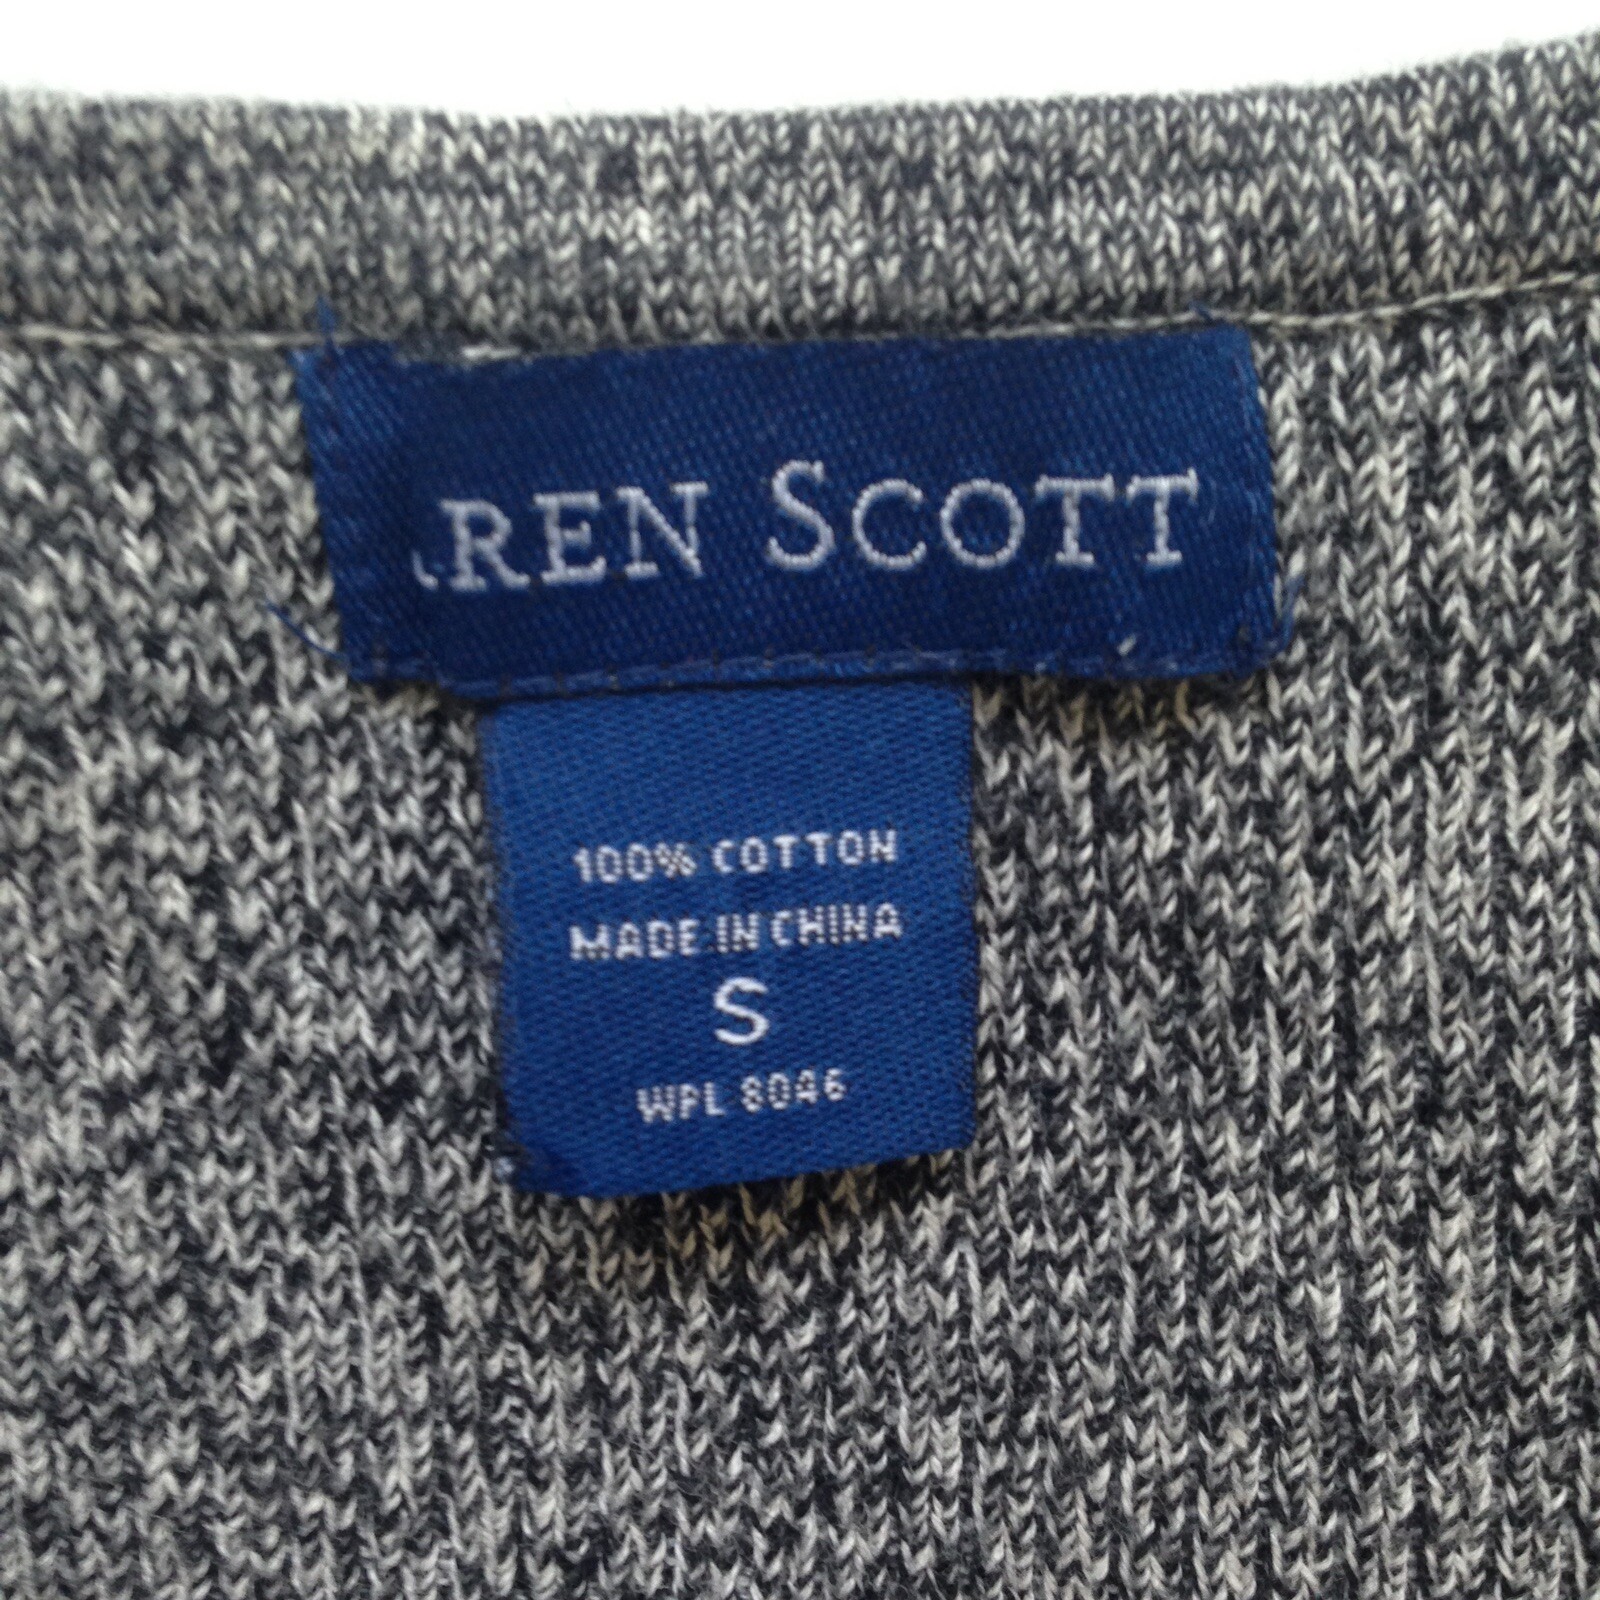 REN SCOTT
100% COTTON
MADE IN CHINA
S
WPL 8046